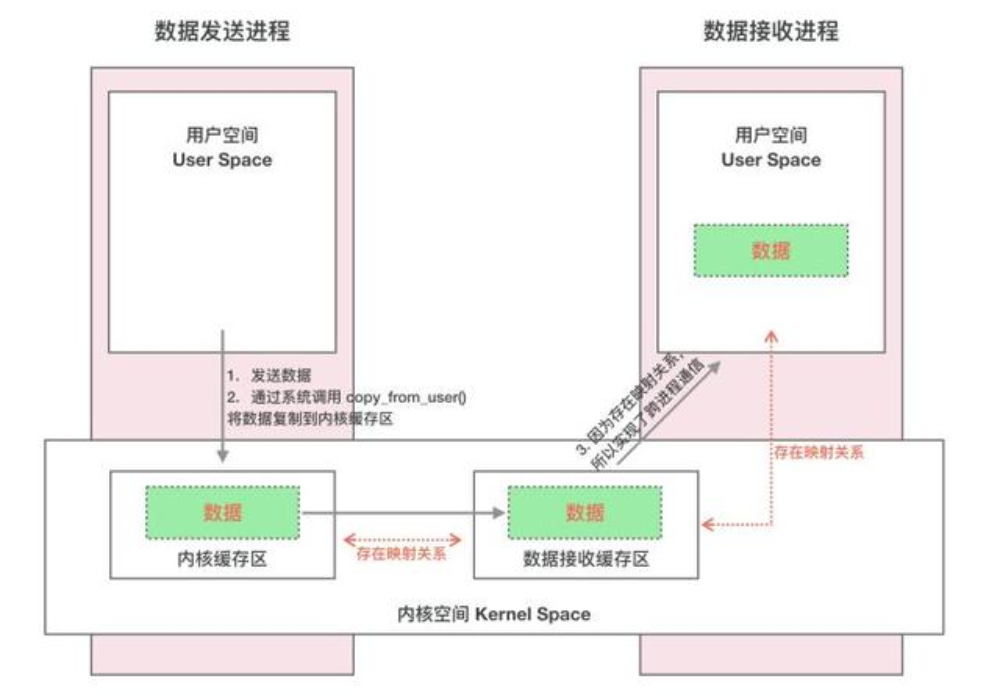 数据发送进程
数据接收进程
用户空间
User Space
用户空间
User Space
数据
1. 发送数据
2. 通过系统调用 copy_from_user()
将数据复制到内核缓存区
3. 因为存在映射关系,
所以实现了跨进程通信
存在映射关系
数据
内核缓存区
存在映射关系
数据
数据接收缓存区
内核空间 Kernel Space